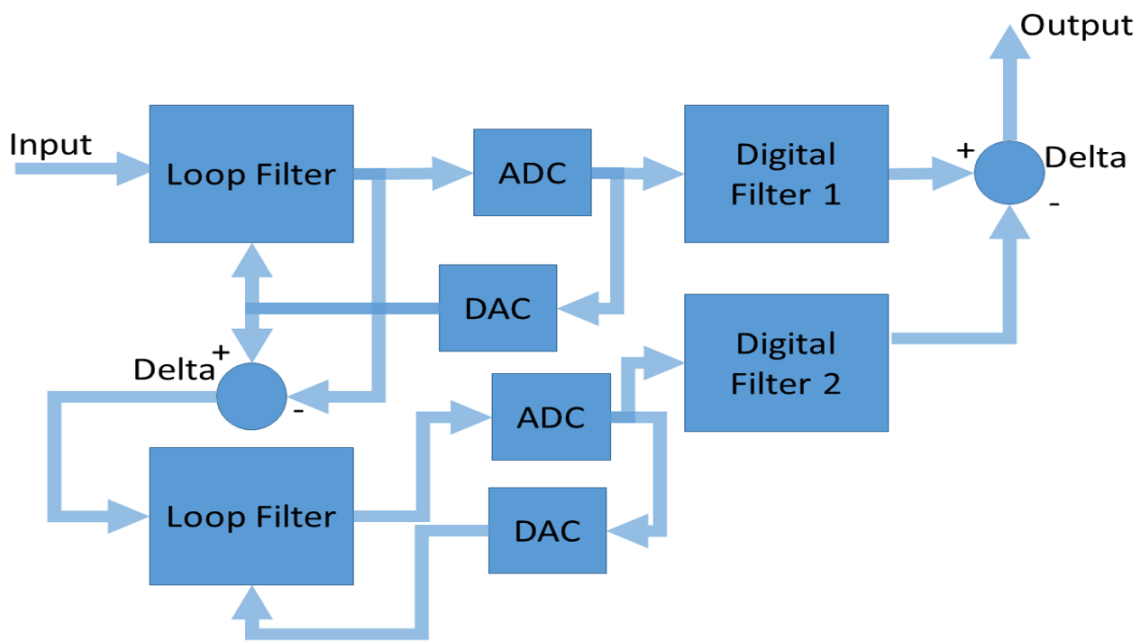 Output
Input
Loop Filter
ADC
Digital
Filter 1
+
Delta
-
DAC
Digital
Filter 2
Delta
+
-
ADC
Loop Filter
DAC